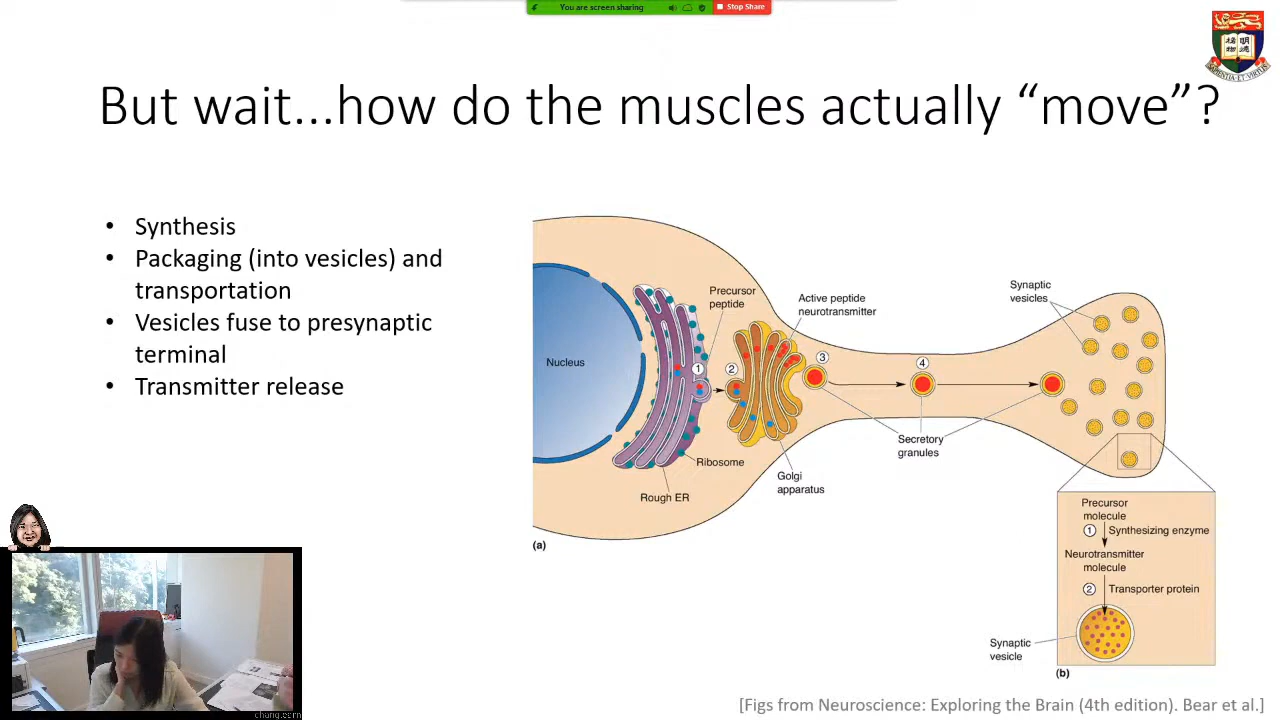 You are screen sharing
Stop Share
But wait...how do the muscles actually “move”?
• Synthesis
• Packaging (into vesicles) and
transportation
• Vesicles fuse to presynaptic
terminal
• Transmitter release
Nucleus
Precursor
peptide
Active peptide
neurotransmitter
Synaptic
vesicles
1
2
3
4
Secretory
granules
Ribosome
Rough ER
Golgi
apparatus
(a)
Precursor
molecule
1 Synthesizing enzyme
Neurotransmitter
molecule
2 Transporter protein
Synaptic
vesicle
(b)
[Figs from Neuroscience: Exploring the Brain (4th edition). Bear et al.]